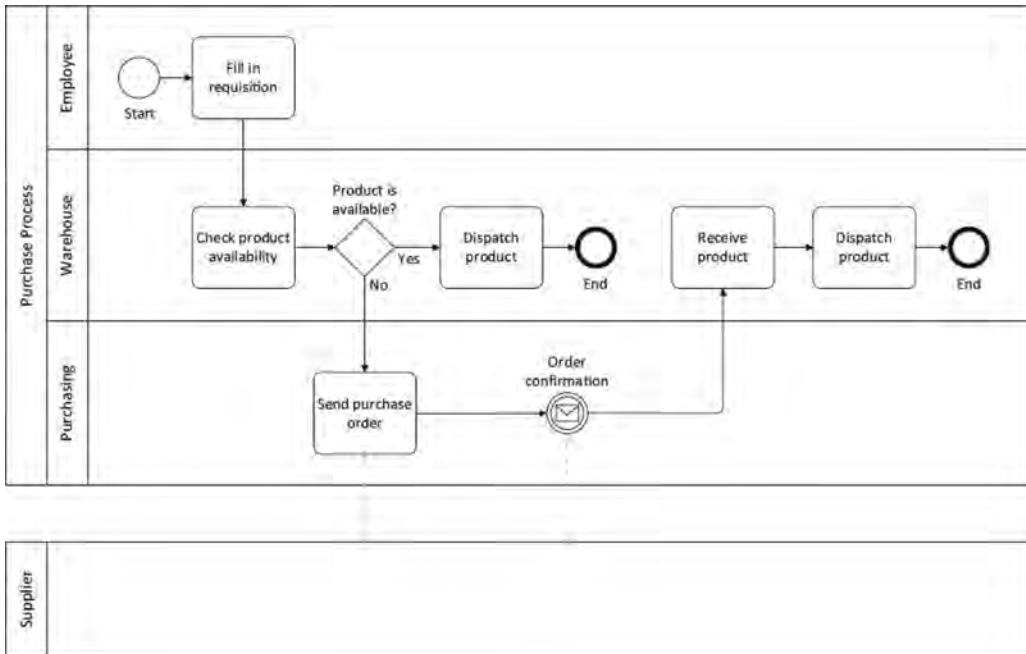 Purchase Process
Employee
Start
Fill in
requisition
Warehouse
Check product
availability
Product is
available?
Yes
No
Dispatch
product
End
Receive
product
Dispatch
product
End
Purchasing
Send purchase
order
Order
confirmation
Supplier